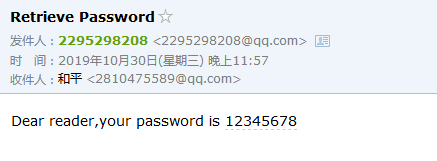 Retrieve Password
发件人：2295298208 <2295298208@qq.com>
时　间：2019年10月30日(星期三) 晚上11:57
收件人：和平 <2810475589@qq.com>
Dear reader,your password is 12345678